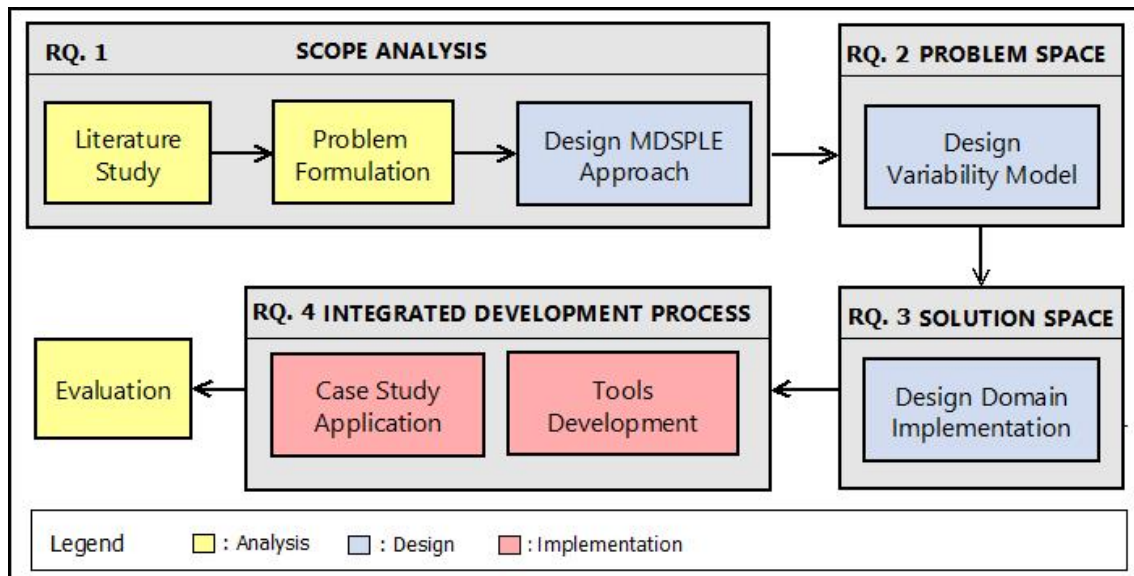 RQ. 1 SCOPE ANALYSIS
Literature
Study
Problem
Formulation
Design MDSPLE
Approach
RQ. 2 PROBLEM SPACE
Design
Variability Model
RQ. 3 SOLUTION SPACE
Design Domain
Implementation
RQ. 4 INTEGRATED DEVELOPMENT PROCESS
Tools
Development
Case Study
Application
Evaluation
Legend : Analysis : Design : Implementation